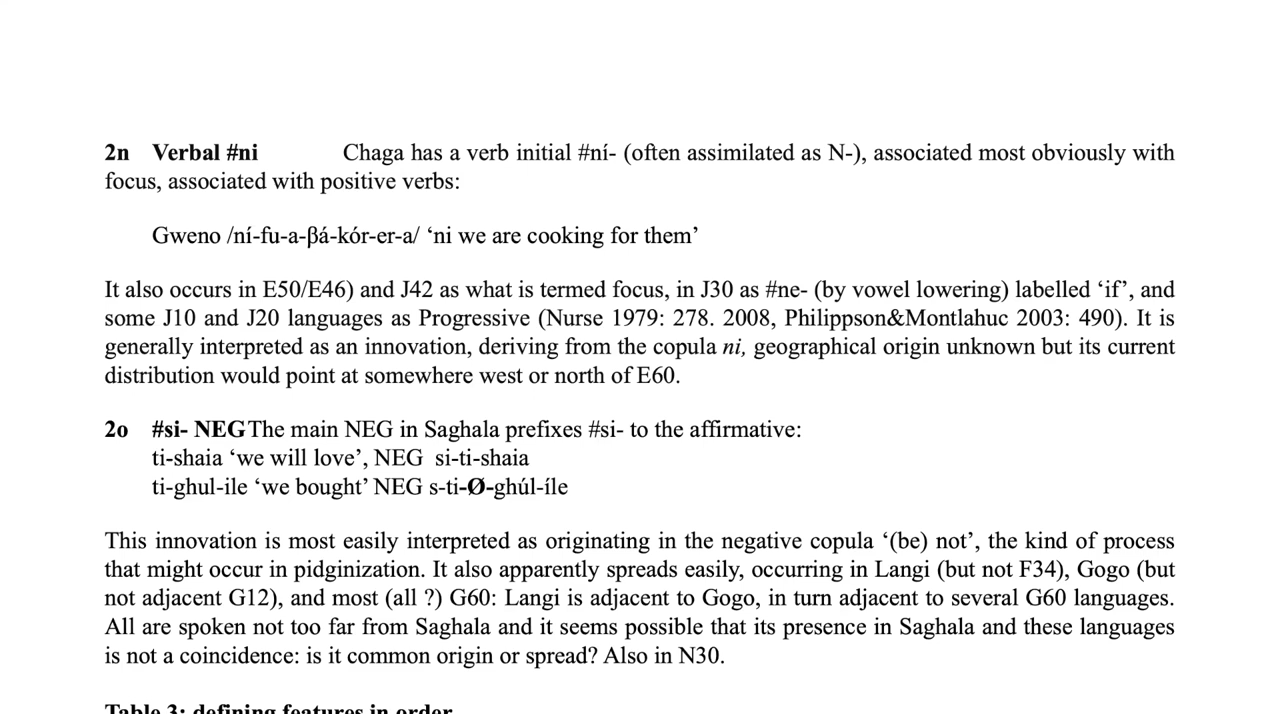 2n Verbal #ni Chaga has a verb initial #ní- (often assimilated as N-), associated most obviously with
focus, associated with positive verbs:
Gweno /ní-fu-a-βá-kór-er-a/ ‘ni we are cooking for them’
It also occurs in E50/E46) and J42 as what is termed focus, in J30 as #ne- (by vowel lowering) labelled ‘if’, and
some J10 and J20 languages as Progressive (Nurse 1979: 278. 2008, Philippson&Montlahuc 2003: 490). It is
generally interpreted as an innovation, deriving from the copula ni, geographical origin unknown but its current
distribution would point at somewhere west or north of E60.
2o #si- NEGThe main NEG in Saghala prefixes #si- to the affirmative:
ti-shaia ‘we will love’, NEG si-ti-shaia
ti-ghul-ile ‘we bought’ NEG s-ti-Ø-ghúl-íle
This innovation is most easily interpreted as originating in the negative copula ‘(be) not’, the kind of process
that might occur in pidginization. It also apparently spreads easily, occurring in Langi (but not F34), Gogo (but
not adjacent G12), and most (all ?) G60: Langi is adjacent to Gogo, in turn adjacent to several G60 languages.
All are spoken not too far from Saghala and it seems possible that its presence in Saghala and these languages
is not a coincidence: is it common origin or spread? Also in N30.
Table 3: defining features in order